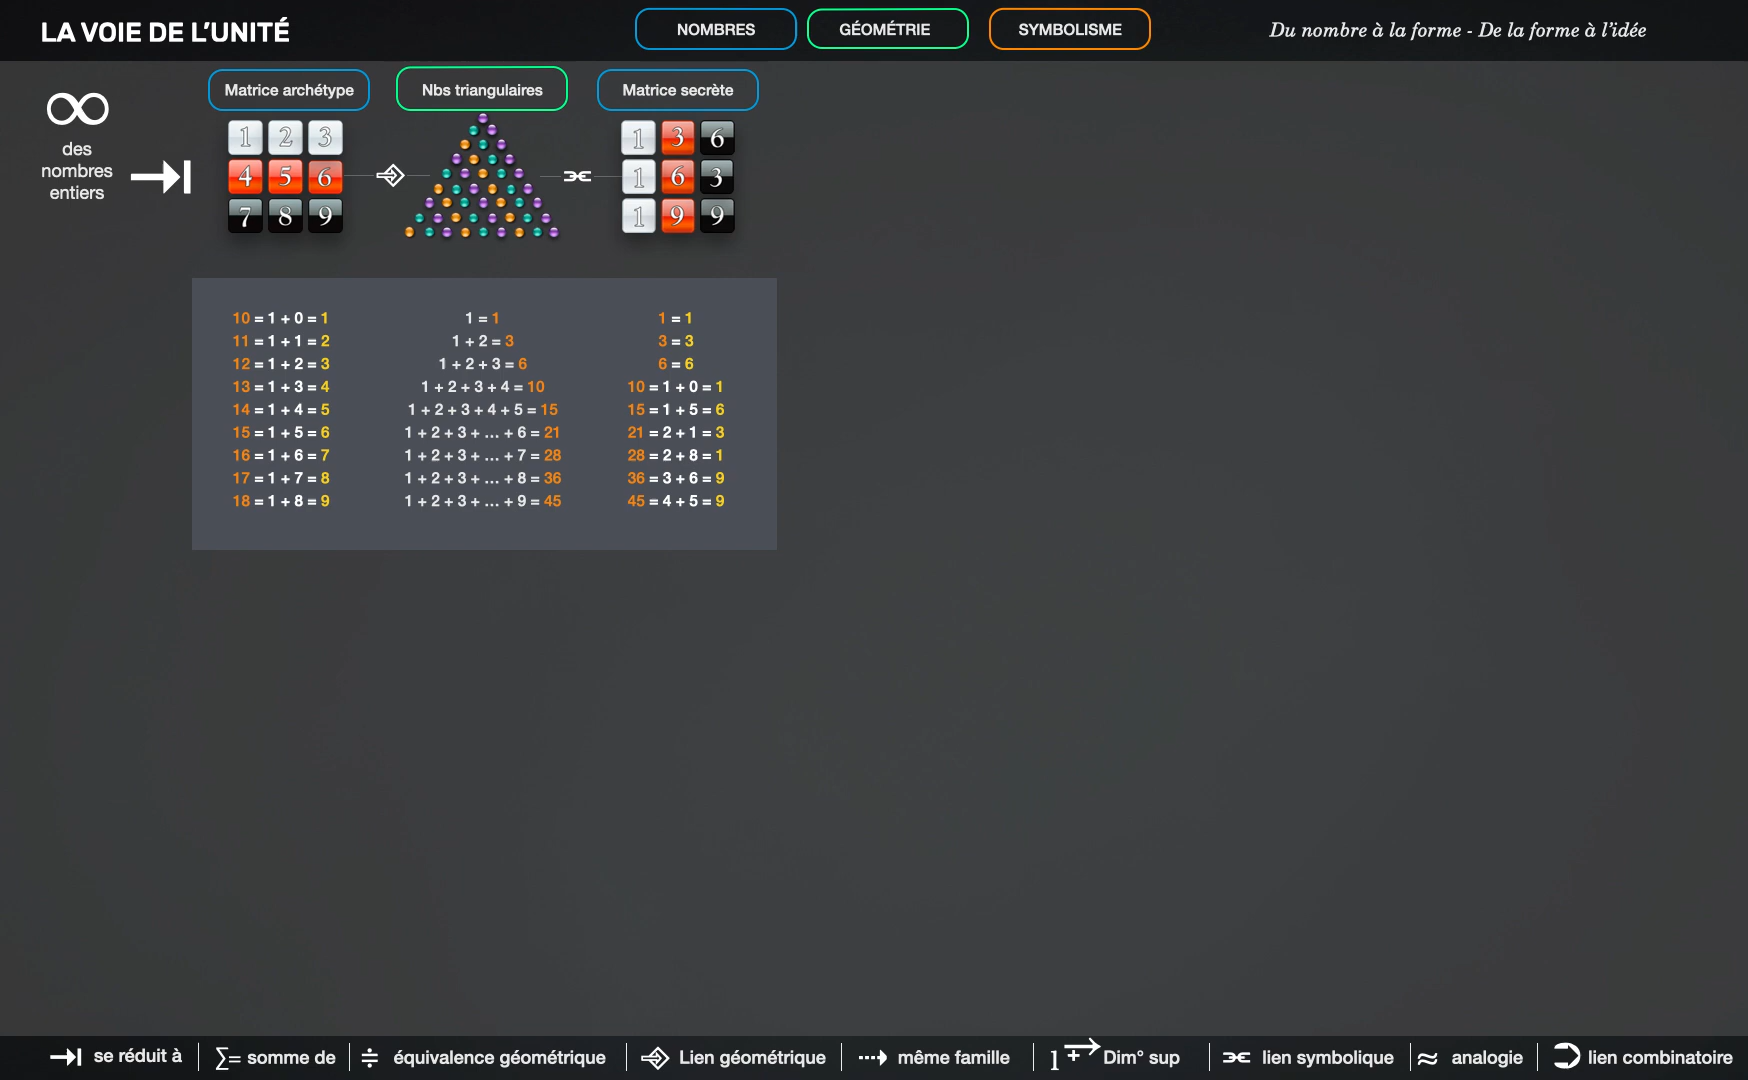 LA VOIE DE L’UNITÉ
NOMBRES
GÉOMÉTRIE
SYMBOLISME
Du nombre à la forme - De la forme à l’idée
∞
des
nombres
entiers
Matrice archétype
1 2 3
4 5 6
7 8 9
Nbs triangulaires
Matrice secrète
1 3 6
1 6 3
1 9 9
10 = 1 + 0 = 1
11 = 1 + 1 = 2
12 = 1 + 2 = 3
13 = 1 + 3 = 4
14 = 1 + 4 = 5
15 = 1 + 5 = 6
16 = 1 + 6 = 7
17 = 1 + 7 = 8
18 = 1 + 8 = 9
1 = 1
1 + 2 = 3
1 + 2 + 3 = 6
1 + 2 + 3 + 4 = 10
1 + 2 + 3 + 4 + 5 = 15
1 + 2 + 3 + ... + 6 = 21
1 + 2 + 3 + ... + 7 = 28
1 + 2 + 3 + ... + 8 = 36
1 + 2 + 3 + ... + 9 = 45
1 = 1
3 = 3
6 = 6
10 = 1 + 0 = 1
15 = 1 + 5 = 6
21 = 2 + 1 = 3
28 = 2 + 8 = 1
36 = 3 + 6 = 9
45 = 4 + 5 = 9
se réduit à
∑= somme de
÷ équivalence géométrique
Lien géométrique
même famille
1 + Dim° sup
lien symbolique
≈ analogie
lien combinatoire